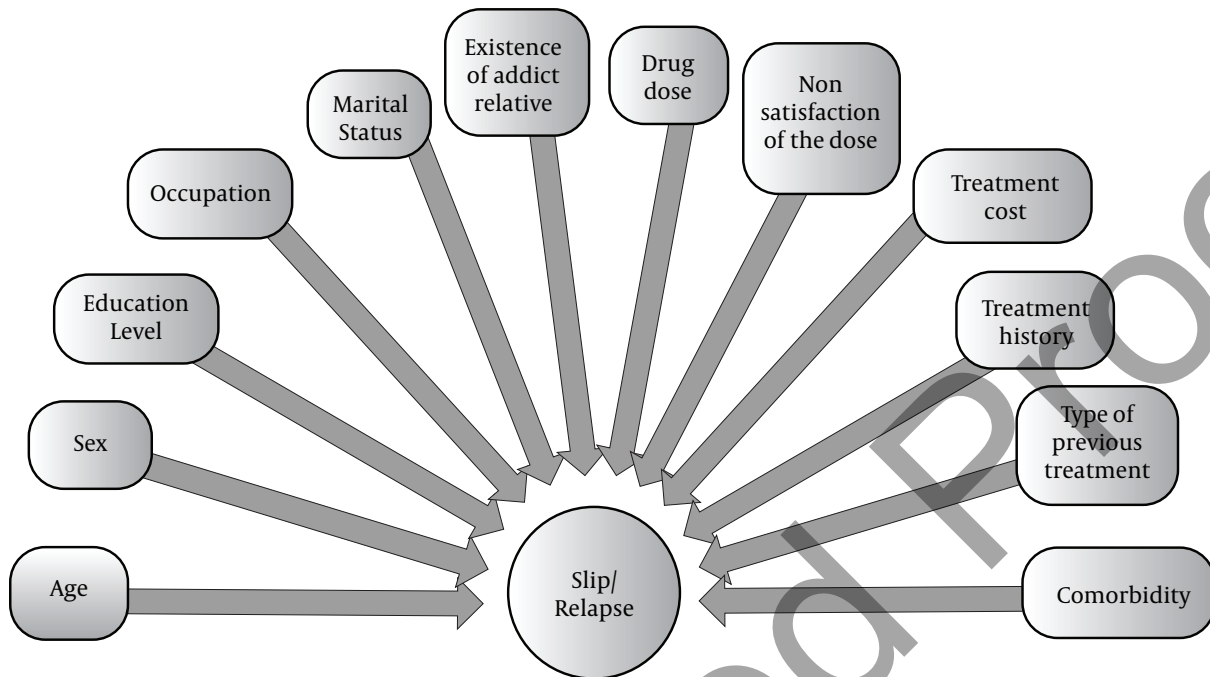 Existence
of addict
relative
Drug
dose
Non
satisfaction
of the dose
Marital
Status
Occupation
Treatment
cost
Education
Level
Treatment
history
Sex
Type of
previous
treatment
Age
Slip/
Relapse
Comorbidity